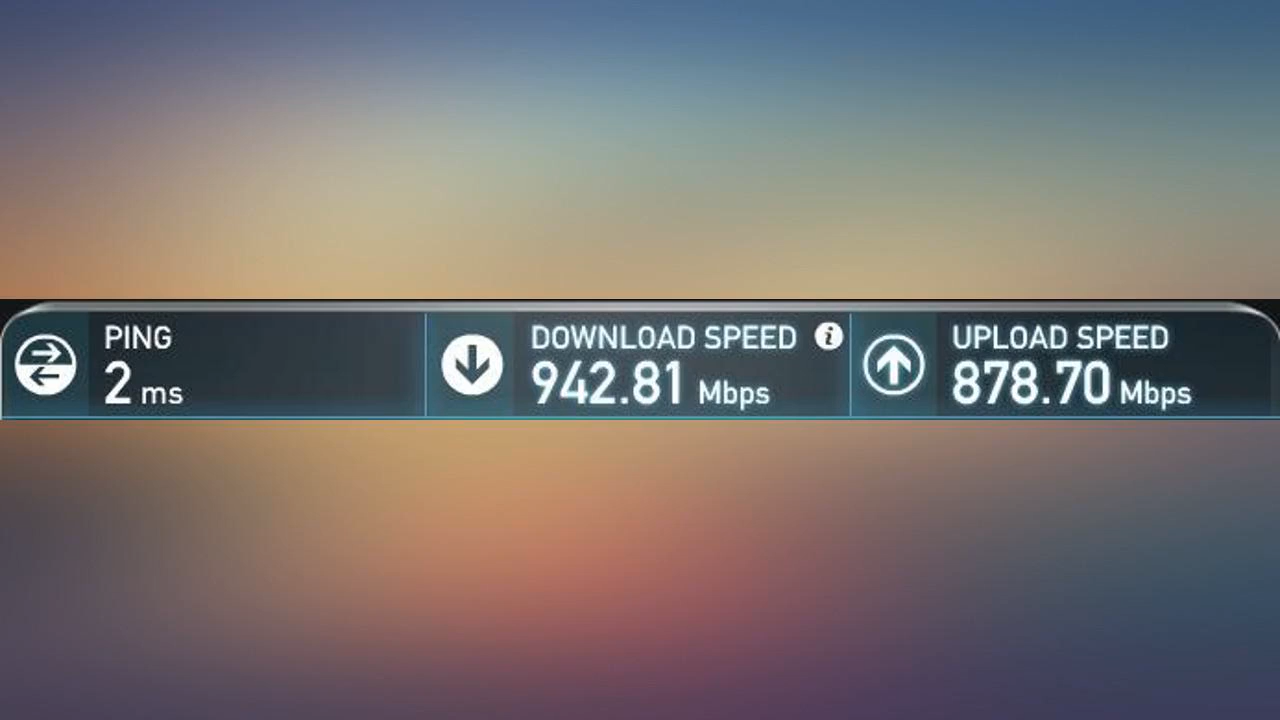 PING
2 ms
DOWNLOAD SPEED i
942.81 Mbps
UPLOAD SPEED
878.70 Mbps